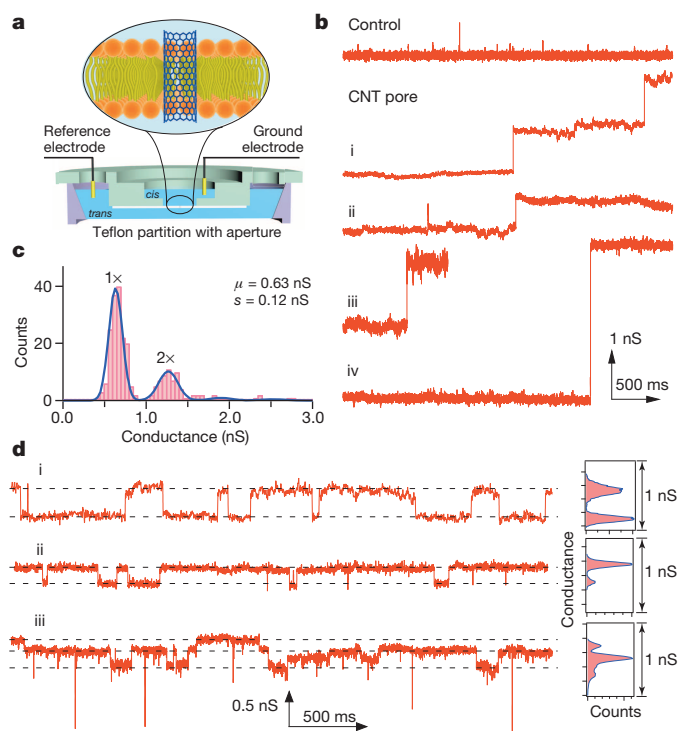 a
Reference
electrode
Ground
electrode
cis
trans
Teflon partition with aperture
b
Control
CNT pore
i
ii
iii
iv
1 nS
500 ms
c
1×
2×
μ = 0.63 nS
s = 0.12 nS
Counts
40
20
0
0.0
1.0
2.0
3.0
Conductance (nS)
d
i
ii
iii
0.5 nS
500 ms
Conductance
1 nS
1 nS
1 nS
Counts